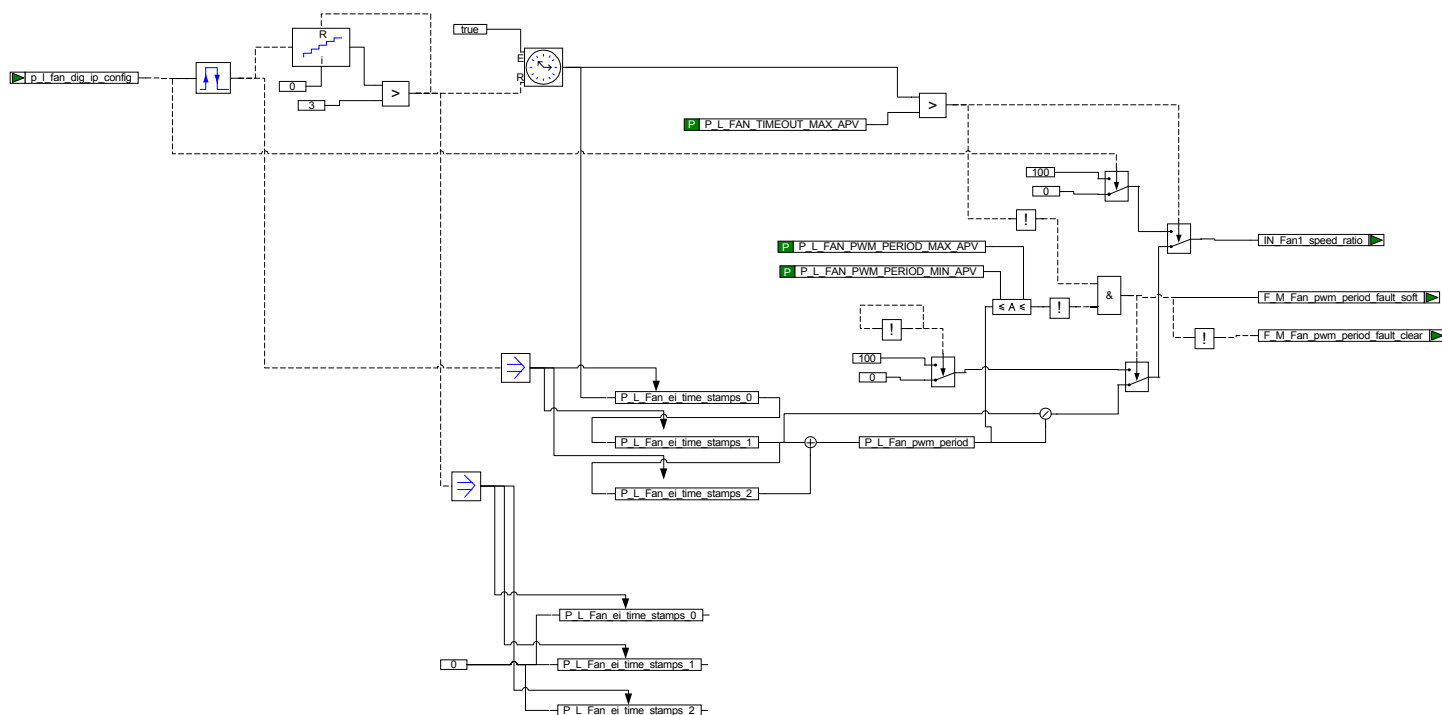 true
R
i
E
R
p_l_fan_dig_ip_config
0
3
>
>
P P_L_FAN_TIMEOUT_MAX_APV
100
0
!
P P_L_FAN_PWM_PERIOD_MAX_APV
IN_Fan1_speed_ratio
P P_L_FAN_PWM_PERIOD_MIN_APV
&
F_M_Fan_pwm_period_fault_soft
≤ A ≤
!
!
!
F_M_Fan_pwm_period_fault_clear
100
0
P_L_Fan_ei_time_stamps_0
P_L_Fan_ei_time_stamps_1
+
P_L_Fan_pwm_period
P_L_Fan_ei_time_stamps_2
P_L_Fan_ei_time_stamps_0
0
P_L_Fan_ei_time_stamps_1
P_L_Fan_ei_time_stamps_2